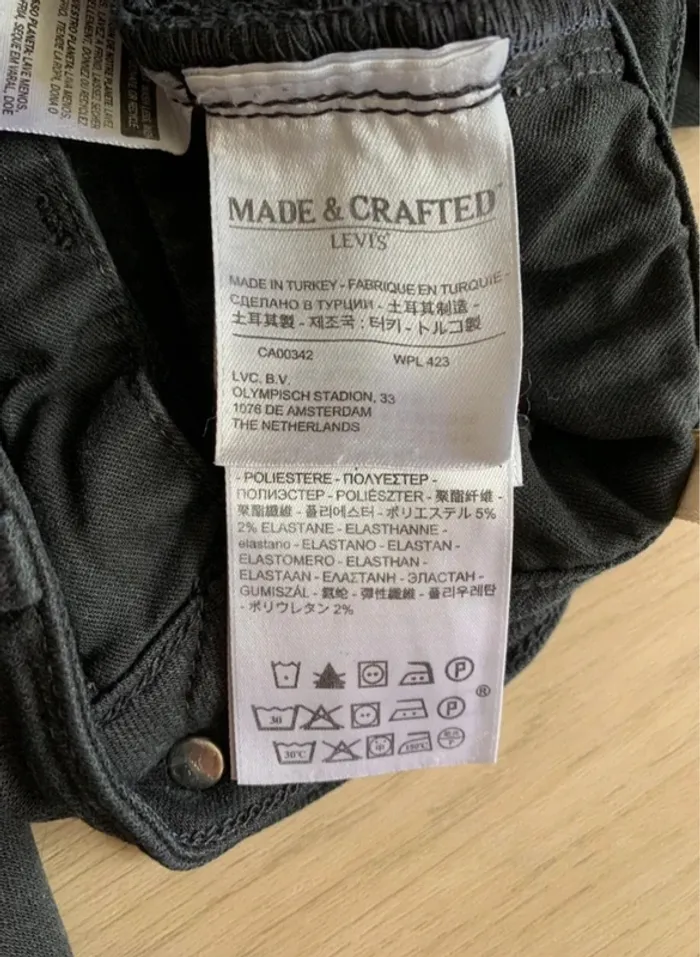 MADE & CRAFTED™
LEVI'S®
MADE IN TURKEY - FABRIQUE EN TURQUIE -
СДЕЛАНО В ТУРЦИИ - 土耳其制造 -
土耳其製 - 제조국 : 터키 - トルコ製
CA00342 WPL 423
LVC. B.V.
OLYMPISCH STADION, 33
1076 DE AMSTERDAM
THE NETHERLANDS
- POLIESTERE - ΠΟΛΥΕΣΤΕΡ -
ПОЛИЭСТЕР - POLIÉSZTER - 聚酯纤维 -
聚酯纖維 - 폴리에스터 - ポリエステル 5%
2% ELASTANE - ELASTHANNE -
elastano - ELASTANO - ELASTAN -
ELASTOMERO - ELASTHAN -
ELASTAAN - ΕΛΑΣΤΑΝΗ - ЭЛАСТАН -
GUMISZÁL - 氨纶 - 彈性纖維 - 폴리우레탄
- ポリウレタン 2%
P
30 P ®
30°C 中